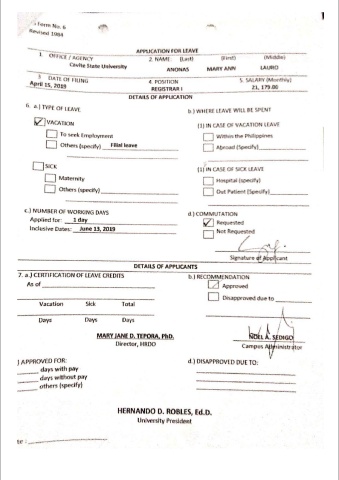 Form No. 6
Revised 1984
APPLICATION FOR LEAVE
1. OFFICE / AGENCY 2. NAME: (Last) (First) (Middle)
Cavite State University ANONAS MARY ANN LAURO
3. DATE OF FILING 4. POSITION 5. SALARY (Monthly)
April 15, 2019 REGISTRAR I 21, 179.00
DETAILS OF APPLICATION
6. a.) TYPE OF LEAVE b.) WHERE LEAVE WILL BE SPENT
VACATION (1) IN CASE OF VACATION LEAVE
To seek Employment Within the Philippines
Others (specify) Filial leave Abroad (Specify)
SICK (1) IN CASE OF SICK LEAVE
Maternity Hospital (specify)
Others (specify) Out Patient (Specify)
c.) NUMBER OF WORKING DAYS d.) COMMUTATION
Applied for: 1 day Requested
Inclusive Dates: June 13, 2019 Not Requested
Signature of Applicant
DETAILS OF APPLICANTS
7. a.) CERTIFICATION OF LEAVE CREDITS b.) RECOMMENDATION
As of Approved
Disapproved due to
Vacation Sick Total
Days Days Days
MARY JANE D. TEPORA, PhD. NOEL A. SEDIGO
Director, HRDO Campus Administrator
) APPROVED FOR: d.) DISAPPROVED DUE TO:
days with pay
days without pay
others (specify)
HERNANDO D. ROBLES, Ed.D.
University President
te :